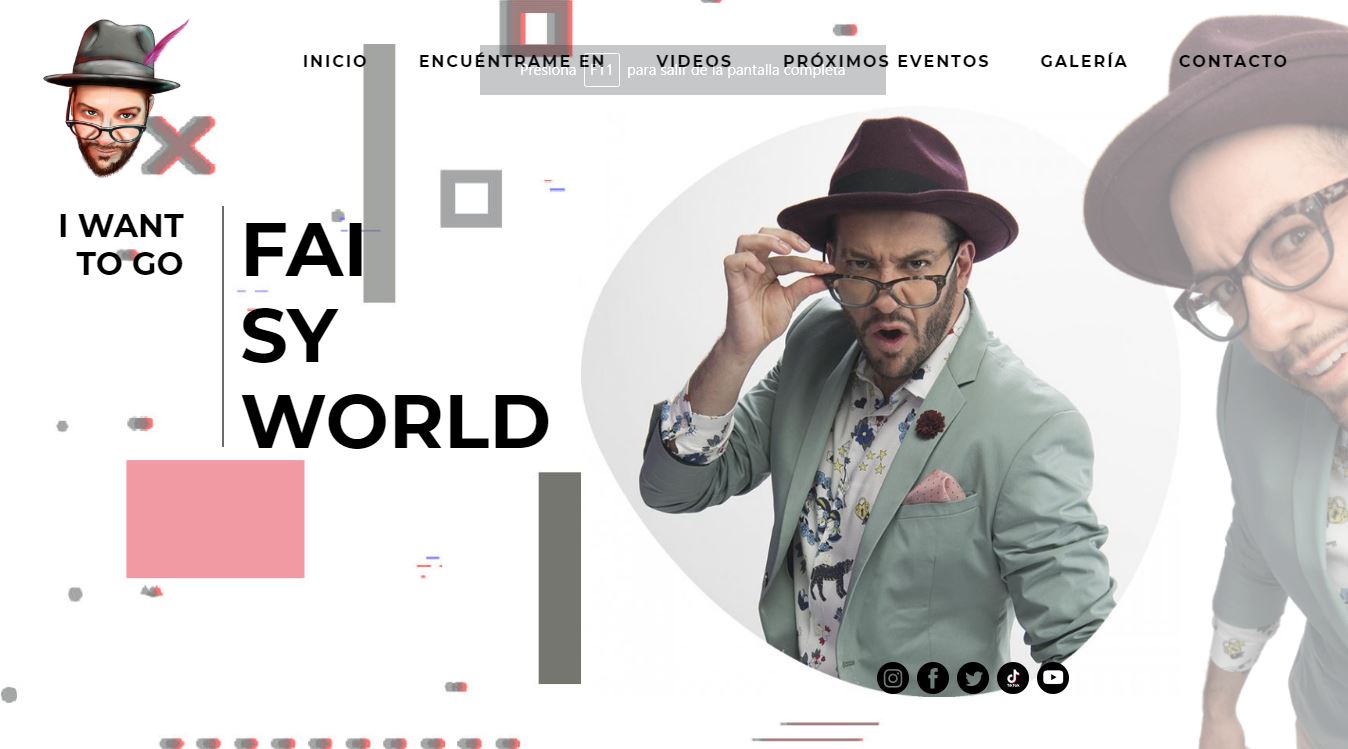 INICIO ENCUÉNTRAME EN VIDEOS PRÓXIMOS EVENTOS GALERÍA CONTACTO
Presiona F11 para salir de la pantalla completa
I WANT
TO GO
FAI
SY
WORLD
TikTok